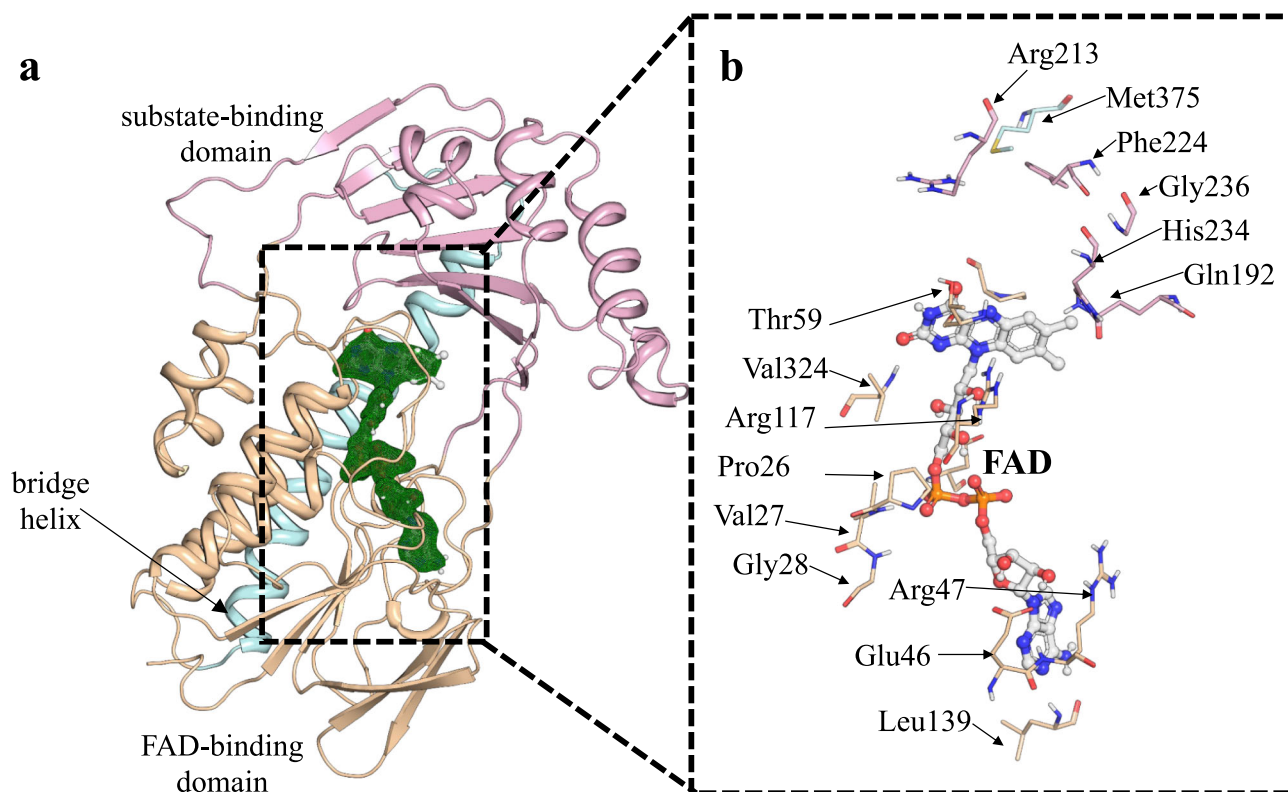 a
substate-binding
domain
bridge
helix
FAD-binding
domain
b
Arg213
Met375
Phe224
Gly236
His234
Gln192
Thr59
Val324
Arg117
Pro26
FAD
Val27
Gly28
Arg47
Glu46
Leu139